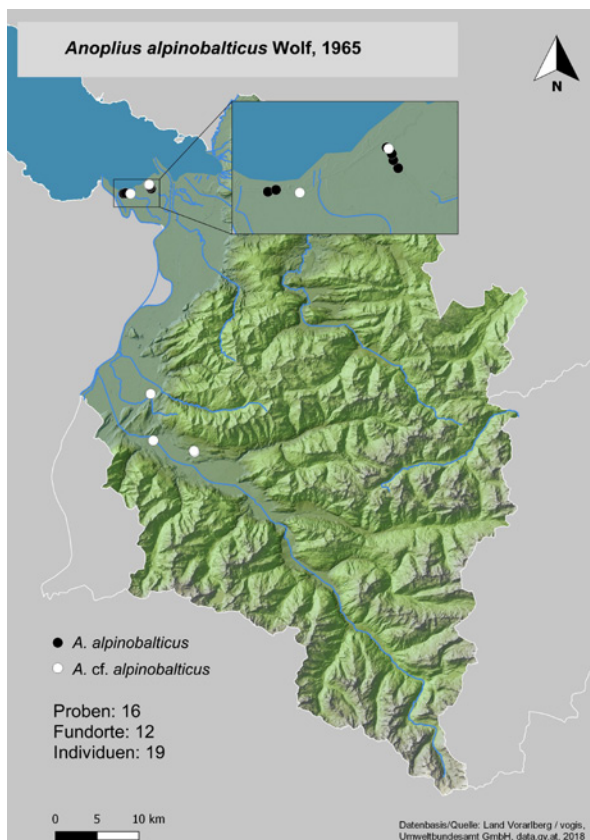 Anoplius alpinobalticus Wolf, 1965
N
A. alpinobalticus
A. cf. alpinobalticus
Proben: 16
Fundorte: 12
Individuen: 19
0 5 10 km
Datenbasis/Quelle: Land Vorarlberg / vogis,
Umweltbundesamt GmbH, data.gv.at, 2018